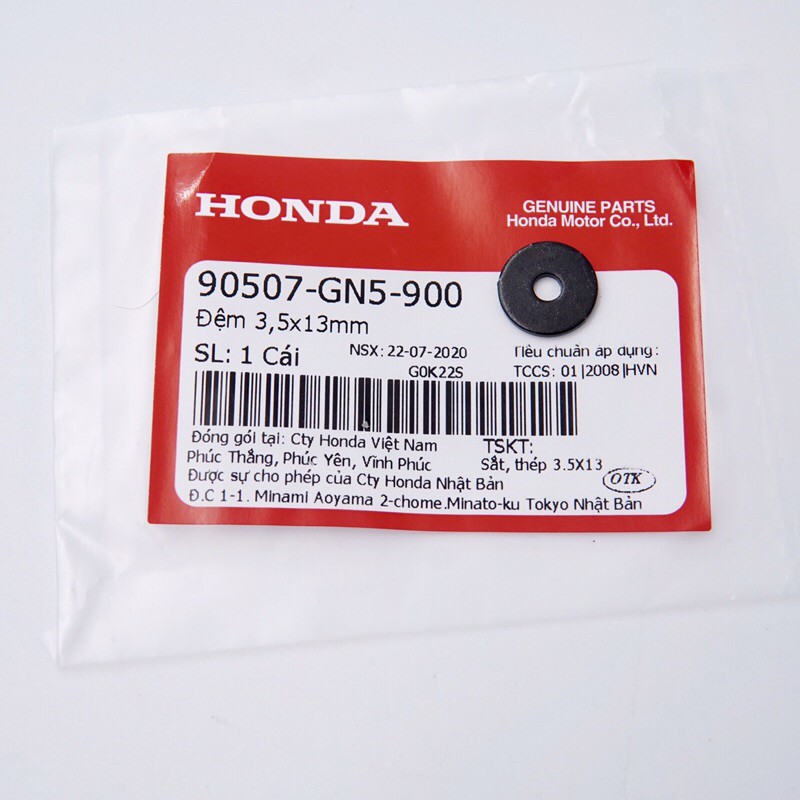 HONDA
GENUINE PARTS
Honda Motor Co., Ltd.
90507-GN5-900
Đệm 3,5x13mm
SL: 1 Cái
NSX: 22-07-2020
G0K22S
Tiêu chuẩn áp dụng:
TCCS: 01|2008|HVN
Đóng gói tại: Cty Honda Việt Nam
Phúc Thắng, Phúc Yên, Vĩnh Phúc
TSKT:
Sắt, thép 3.5X13
Được sự cho phép của Cty Honda Nhật Bản
Đ.C 1-1. Minami Aoyama 2-chome.Minato-ku Tokyo Nhật Bản
OTK